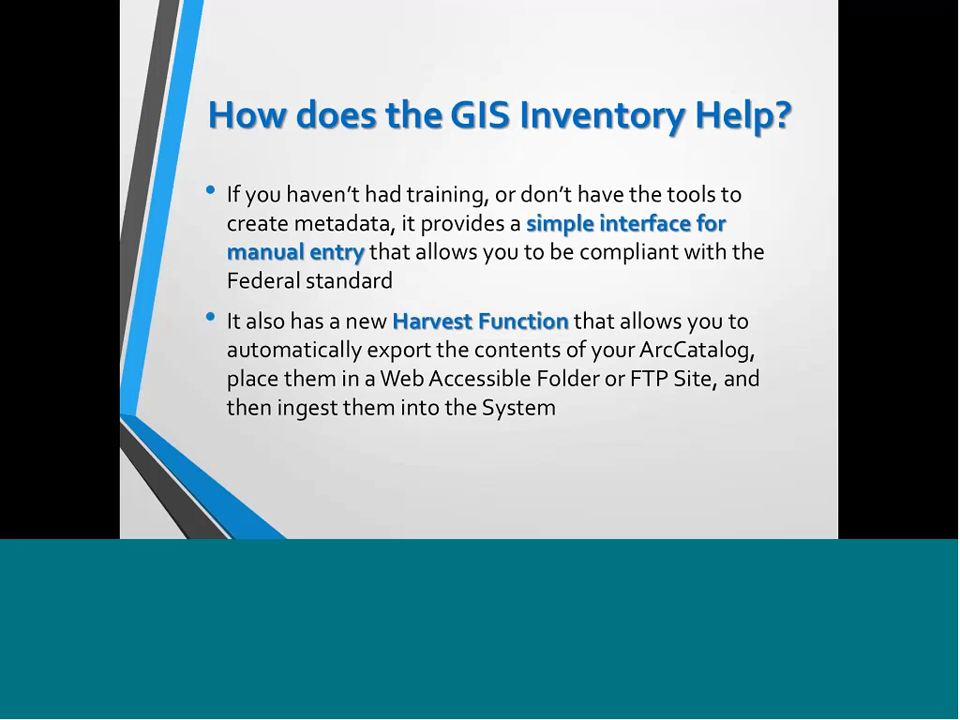 How does the GIS Inventory Help?
• If you haven’t had training, or don’t have the tools to
create metadata, it provides a simple interface for
manual entry that allows you to be compliant with the
Federal standard
• It also has a new Harvest Function that allows you to
automatically export the contents of your ArcCatalog,
place them in a Web Accessible Folder or FTP Site, and
then ingest them into the System